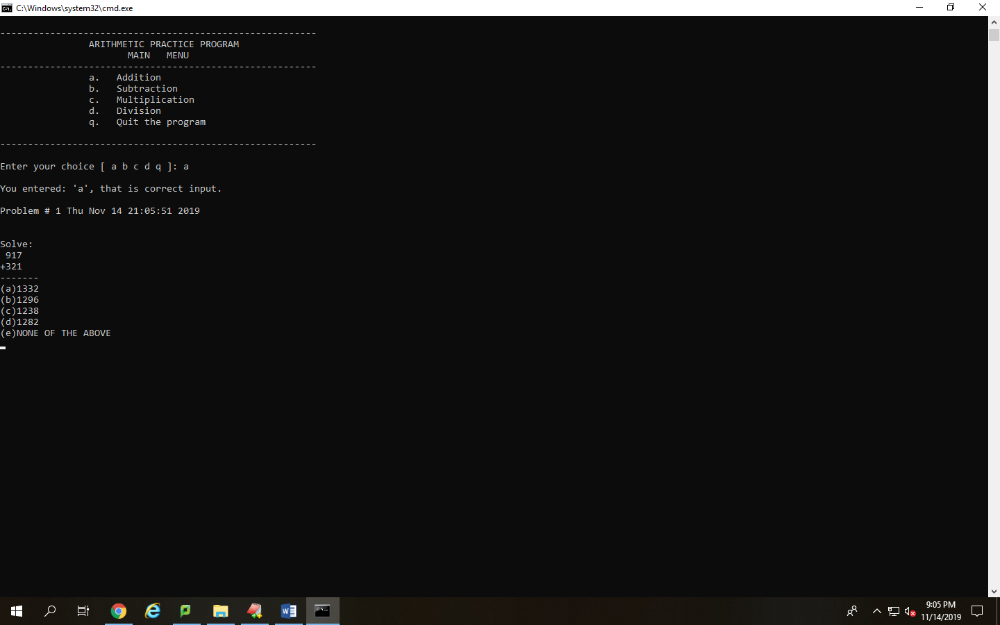 C:\Windows\system32\cmd.exe
---------------------------------------------------------
ARITHMETIC PRACTICE PROGRAM
MAIN   MENU
---------------------------------------------------------
a.   Addition
b.   Subtraction
c.   Multiplication
d.   Division
q.   Quit the program
---------------------------------------------------------
Enter your choice [ a b c d q ]: a
You entered: 'a', that is correct input.
Problem # 1 Thu Nov 14 21:05:51 2019
Solve:
 917
+321
-------
(a)1332
(b)1296
(c)1238
(d)1282
(e)NONE OF THE ABOVE
9:05 PM
11/14/2019